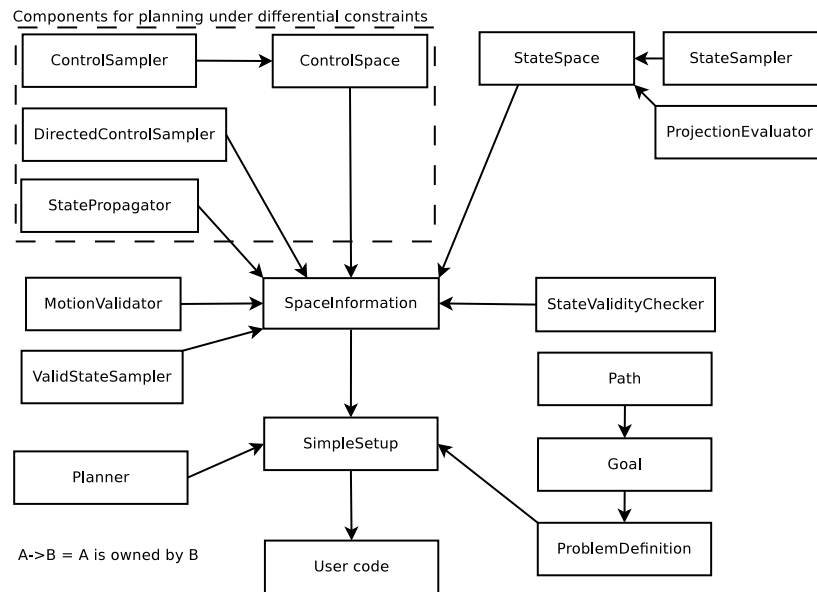 Components for planning under differential constraints
ControlSampler
ControlSpace
StateSpace
StateSampler
DirectedControlSampler
ProjectionEvaluator
StatePropagator
MotionValidator
SpaceInformation
StateValidityChecker
ValidStateSampler
Path
SimpleSetup
Goal
Planner
ProblemDefinition
A->B = A is owned by B
User code